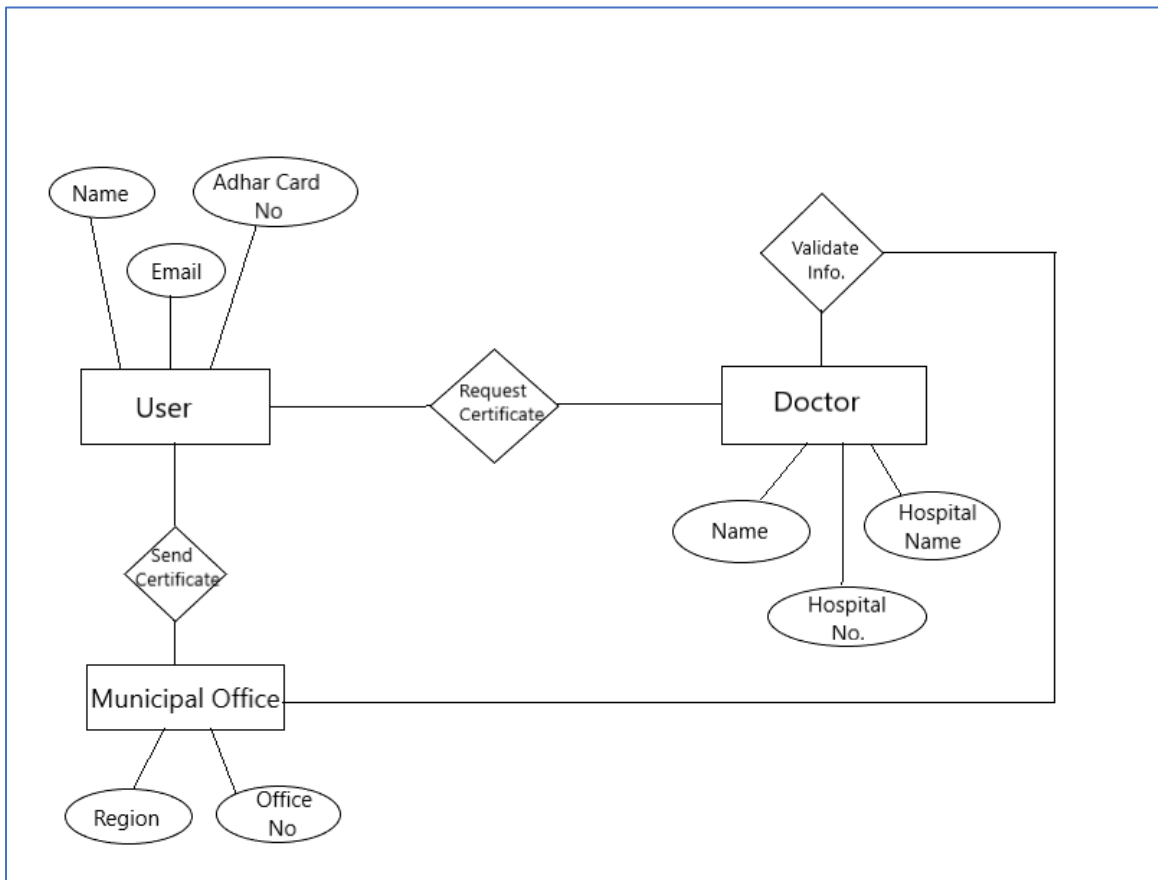 Name
Adhar Card
No
Email
Validate
Info.
User
Request
Certificate
Doctor
Name
Hospital
Name
Send
Certificate
Hospital
No.
Municipal Office
Region
Office
No